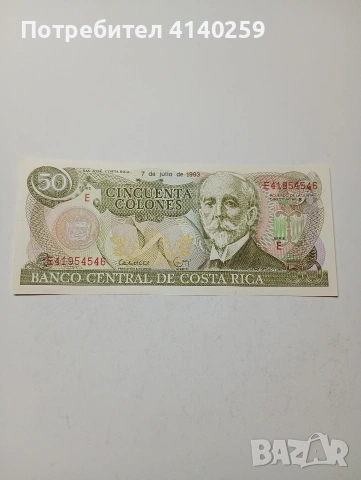 Потребител 4140259
SAN JOSE, COSTA RICA
7 de julio de 1993
50
E
CINCUENTA
COLONES
E41954546
E
E41954546
BANCO CENTRAL DE COSTA RICA
BAZAR